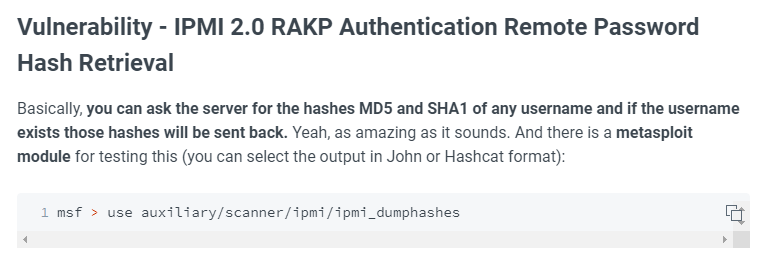 Vulnerability - IPMI 2.0 RAKP Authentication Remote Password
Hash Retrieval
Basically, you can ask the server for the hashes MD5 and SHA1 of any username and if the username
exists those hashes will be sent back. Yeah, as amazing as it sounds. And there is a metasploit
module for testing this (you can select the output in John or Hashcat format):
1 msf > use auxiliary/scanner/ipmi/ipmi_dumphashes